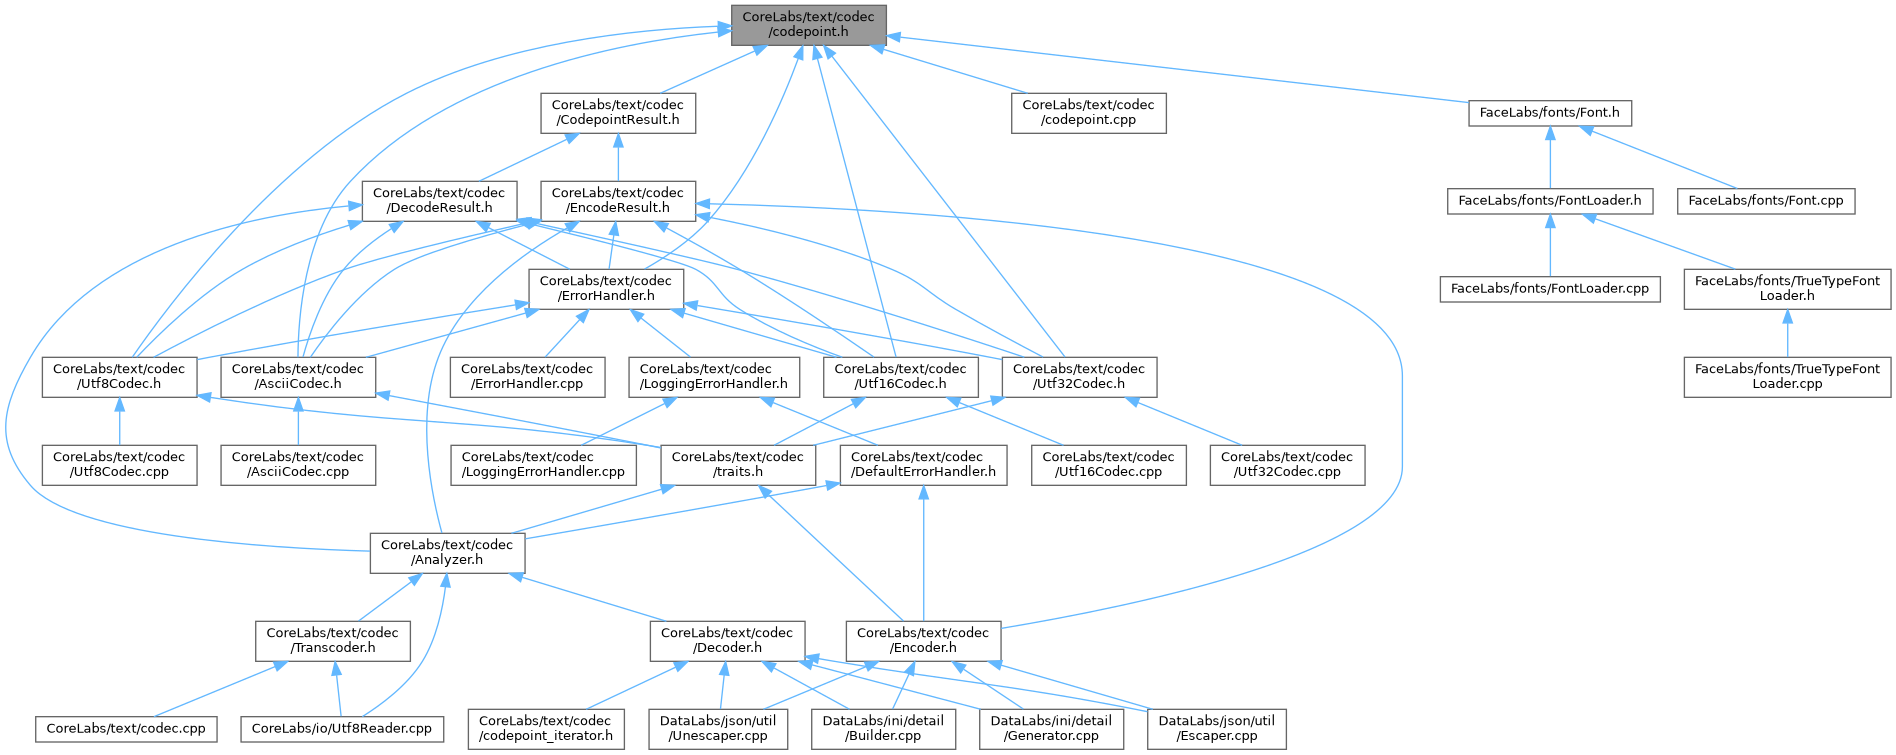 CoreLabs/text/codec
/codepoint.h
CoreLabs/text/codec
/CodepointResult.h
CoreLabs/text/codec
/codepoint.cpp
FaceLabs/fonts/Font.h
CoreLabs/text/codec
/DecodeResult.h
CoreLabs/text/codec
/EncodeResult.h
FaceLabs/fonts/FontLoader.h
FaceLabs/fonts/Font.cpp
CoreLabs/text/codec
/ErrorHandler.h
FaceLabs/fonts/FontLoader.cpp
FaceLabs/fonts/TrueTypeFont
Loader.h
CoreLabs/text/codec
/Utf8Codec.h
CoreLabs/text/codec
/AsciiCodec.h
CoreLabs/text/codec
/ErrorHandler.cpp
CoreLabs/text/codec
/LoggingErrorHandler.h
CoreLabs/text/codec
/Utf16Codec.h
CoreLabs/text/codec
/Utf32Codec.h
FaceLabs/fonts/TrueTypeFont
Loader.cpp
CoreLabs/text/codec
/Utf8Codec.cpp
CoreLabs/text/codec
/AsciiCodec.cpp
CoreLabs/text/codec
/LoggingErrorHandler.cpp
CoreLabs/text/codec
/traits.h
CoreLabs/text/codec
/DefaultErrorHandler.h
CoreLabs/text/codec
/Utf16Codec.cpp
CoreLabs/text/codec
/Utf32Codec.cpp
CoreLabs/text/codec
/Analyzer.h
CoreLabs/text/codec
/Transcoder.h
CoreLabs/text/codec
/Decoder.h
CoreLabs/text/codec
/Encoder.h
CoreLabs/text/codec.cpp
CoreLabs/io/Utf8Reader.cpp
CoreLabs/text/codec
/codepoint_iterator.h
DataLabs/json/util
/Unescaper.cpp
DataLabs/ini/detail
/Builder.cpp
DataLabs/ini/detail
/Generator.cpp
DataLabs/json/util
/Escaper.cpp